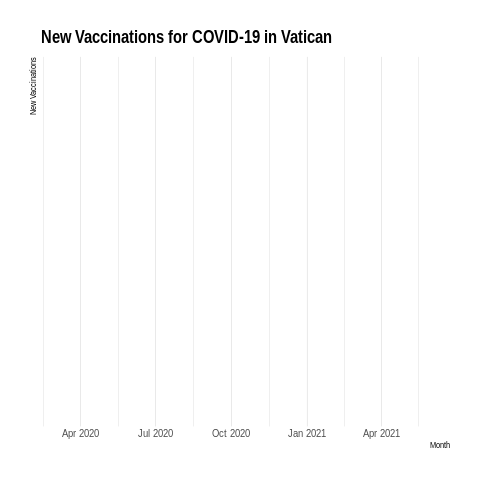 New Vaccinations for COVID-19 in Vatican
New Vaccinations
Apr 2020 Jul 2020 Oct 2020 Jan 2021 Apr 2021
Month